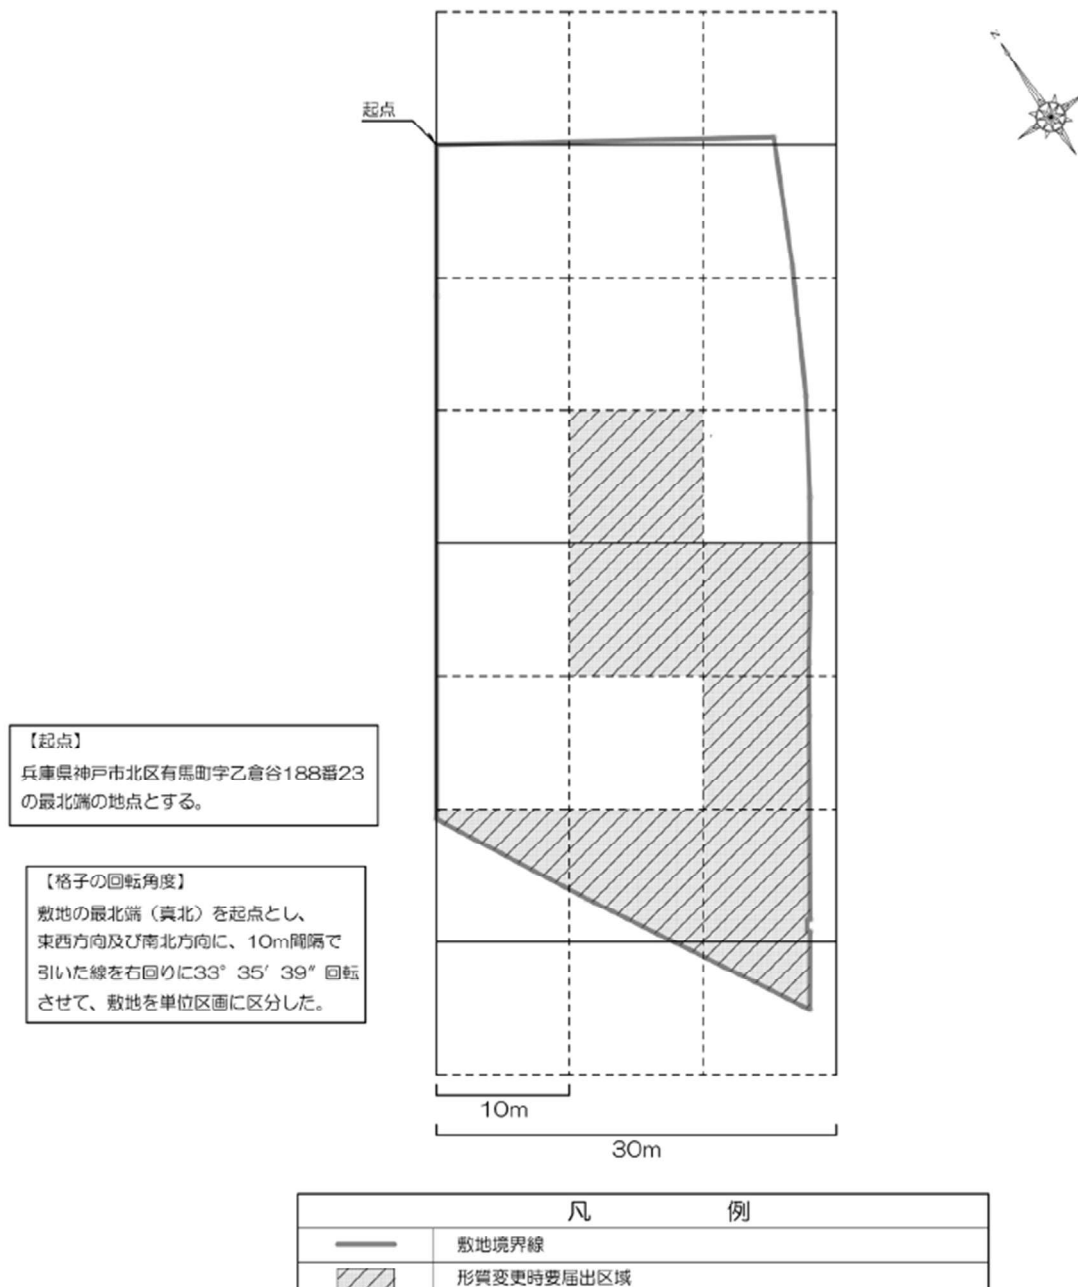 N
起点
【起点】
兵庫県神戸市北区有馬町字乙倉谷188番23
の最北端の地点とする。
【格子の回転角度】
敷地の最北端（真北）を起点とし、
東西方向及び南北方向に、10m間隔で
引いた線を右回りに33°35′39″回転
させて、敷地を単位区画に区分した。
10m
30m
凡 例
敷地境界線
形質変更時要届出区域